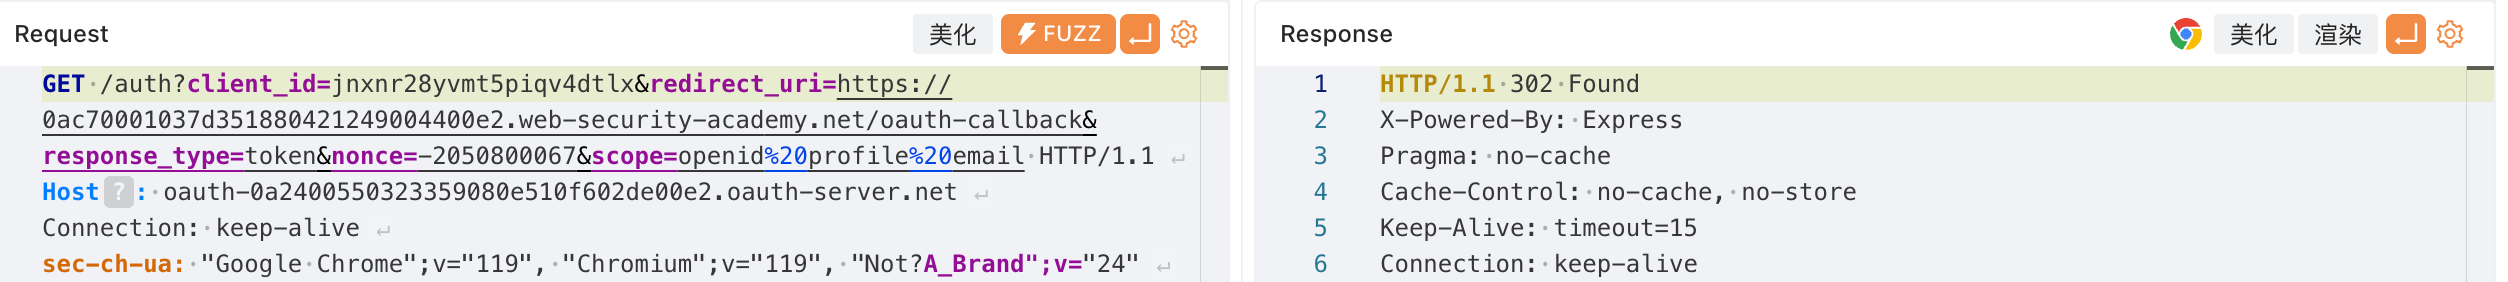 Request
美化
FUZZ
GET /auth?client_id=jnxnr28yvmt5piqv4dtlx&redirect_uri=https://
0ac70001037d351880421249004400e2.web-security-academy.net/oauth-callback&
response_type=token&nonce=-2050800067&scope=openid%20profile%20email HTTP/1.1
Host ? : oauth-0a2400550323359080e510f602de00e2.oauth-server.net
Connection: keep-alive
sec-ch-ua: "Google Chrome";v="119", "Chromium";v="119", "Not?A_Brand";v="24"
Response
美化
渲染
1 HTTP/1.1 302 Found
2 X-Powered-By: Express
3 Pragma: no-cache
4 Cache-Control: no-cache, no-store
5 Keep-Alive: timeout=15
6 Connection: keep-alive